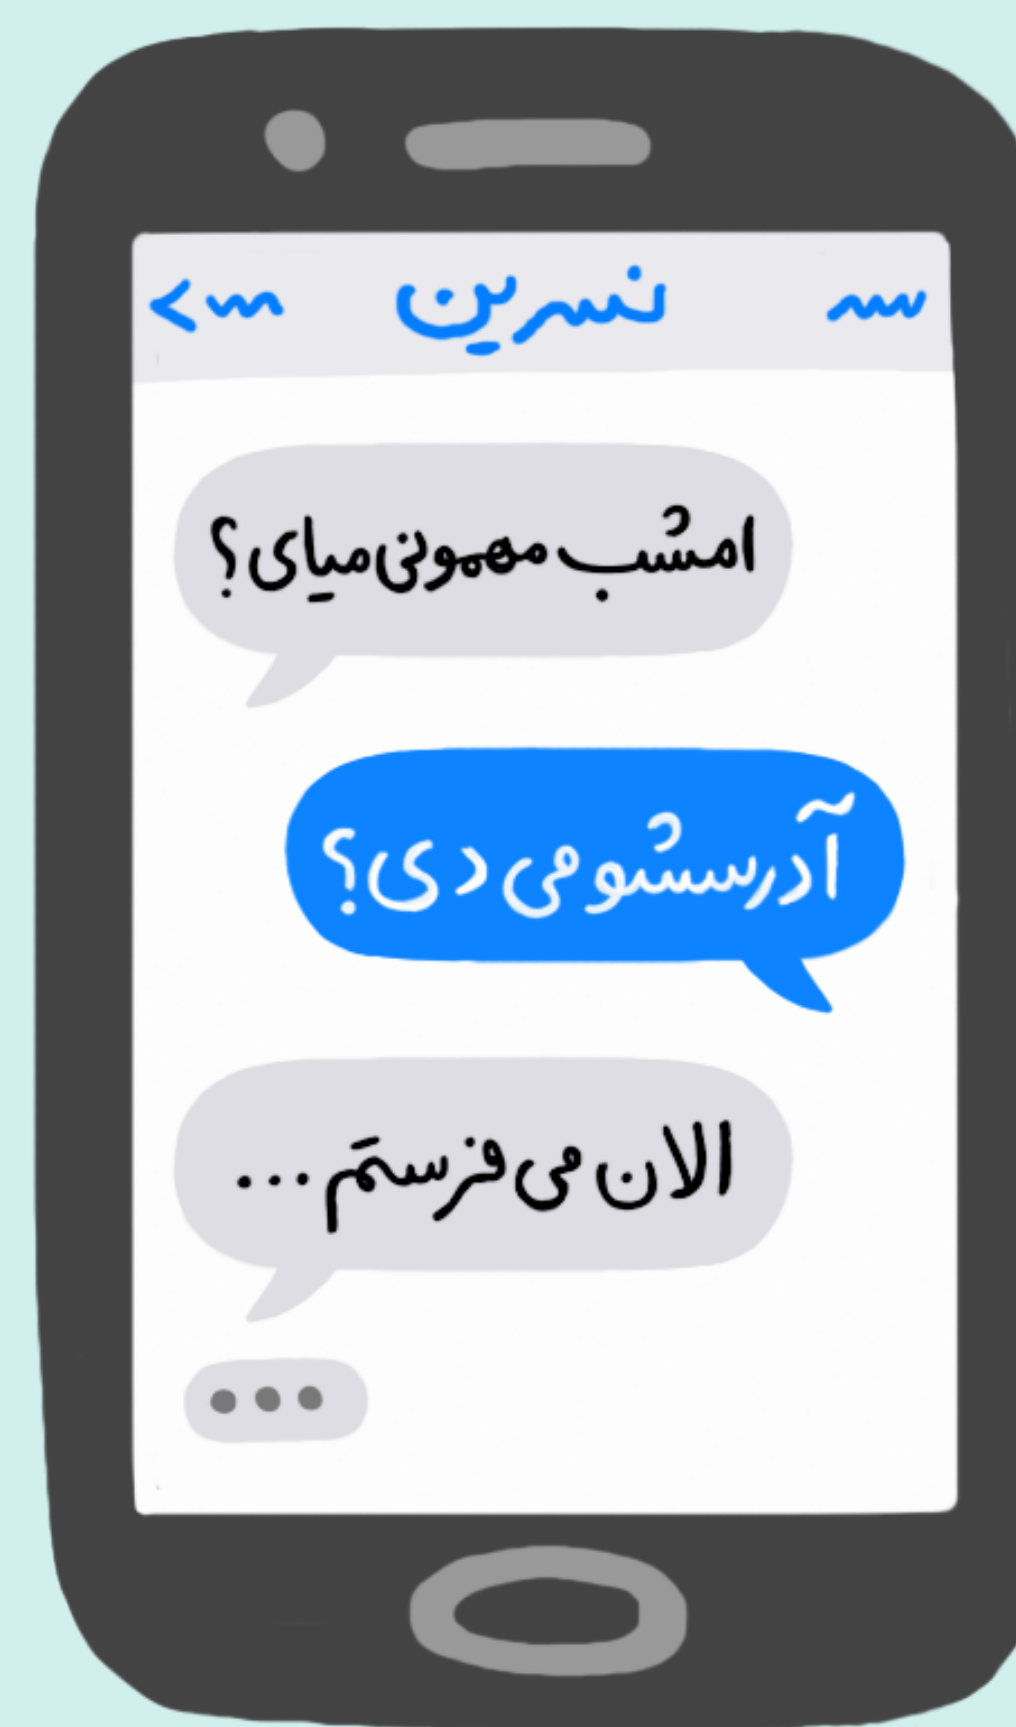 نسرین
امشب مهمونی میای؟
آدرسشو می دی؟
الان می فرستم ...